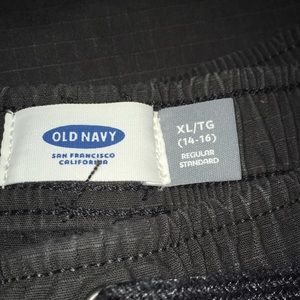 OLD NAVY
SAN FRANCISCO
CALIFORNIA
XL/TG
(14-16)
REGULAR
STANDARD